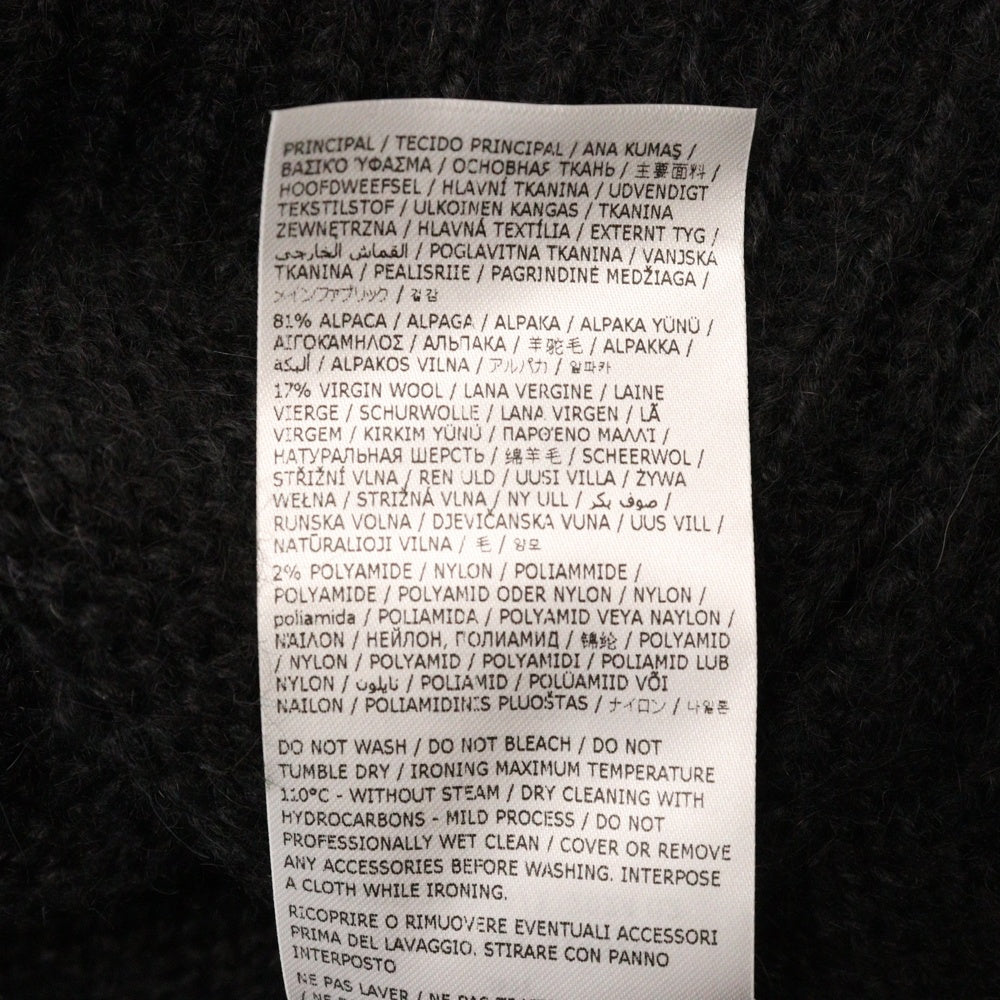 PRINCIPAL / TECIDO PRINCIPAL / ANA KUMAŞ /
ΒΑΣΙΚΌ ΎΦΑΣΜΑ / ОСНОВНАЯ ТКАНЬ / 主要面料 /
HOOFDWEEFSEL / HLAVNÍ TKANINA / UDVENDIGT
TEKSTILSTOF / ULKOINEN KANGAS / TKANINA
ZEWNĘTRZNA / HLAVNÁ TEXTÍLIA / EXTERNT TYG /
القماش الخارجي / POGLAVITNA TKANINA / VANJSKA
TKANINA / PEALISRIIE / PAGRINDINĖ MEDŽIAGA /
メインファブリック / 겉감
81% ALPACA / ALPAGA / ALPAKA / ALPAKA YÜNÜ /
ΑΙΓΟΚΆΜΗΛΟΣ / АЛЬПАКА / 羊驼毛 / ALPAKKA /
ألبكة / ALPAKOS VILNA / アルパカ / 알파카
17% VIRGIN WOOL / LANA VERGINE / LAINE
VIERGE / SCHURWOLLE / LANA VIRGEN / LÃ
VIRGEM / KIRKIM YÜNÜ / ΠΑΡΘΈΝΟ ΜΑΛΛΊ /
НАТУРАЛЬНАЯ ШЕРСТЬ / 绵羊毛 / SCHEERWOL /
STŘIŽNÍ VLNA / REN ULD / UUSI VILLA / ŻYWA
WEŁNA / STRIŽNÁ VLNA / NY ULL / صوف بكر /
RUNSKA VOLNA / DJEVIČANSKA VUNA / UUS VILL /
NATŪRALIOJI VILNA / 毛 / 양모
2% POLYAMIDE / NYLON / POLIAMMIDE /
POLYAMIDE / POLYAMID ODER NYLON / NYLON /
poliamida / POLIAMIDA / POLYAMID VEYA NAYLON /
ΝΆΙΛΟΝ / НЕЙЛОН, ПОЛИАМИД / 锦纶 / POLYAMID
/ NYLON / POLYAMID / POLYAMIDI / POLIAMID LUB
NYLON / نايلون / POLIAMID / POLÜAMIID VÕI
NAILON / POLIAMIDINIS PLUOŠTAS / ナイロン / 나일론
DO NOT WASH / DO NOT BLEACH / DO NOT
TUMBLE DRY / IRONING MAXIMUM TEMPERATURE
110°C - WITHOUT STEAM / DRY CLEANING WITH
HYDROCARBONS - MILD PROCESS / DO NOT
PROFESSIONALLY WET CLEAN / COVER OR REMOVE
ANY ACCESSORIES BEFORE WASHING. INTERPOSE
A CLOTH WHILE IRONING.
RICOPRIRE O RIMUOVERE EVENTUALI ACCESSORI
PRIMA DEL LAVAGGIO. STIRARE CON PANNO
INTERPOSTO
NE PAS LAVER / NE PAS